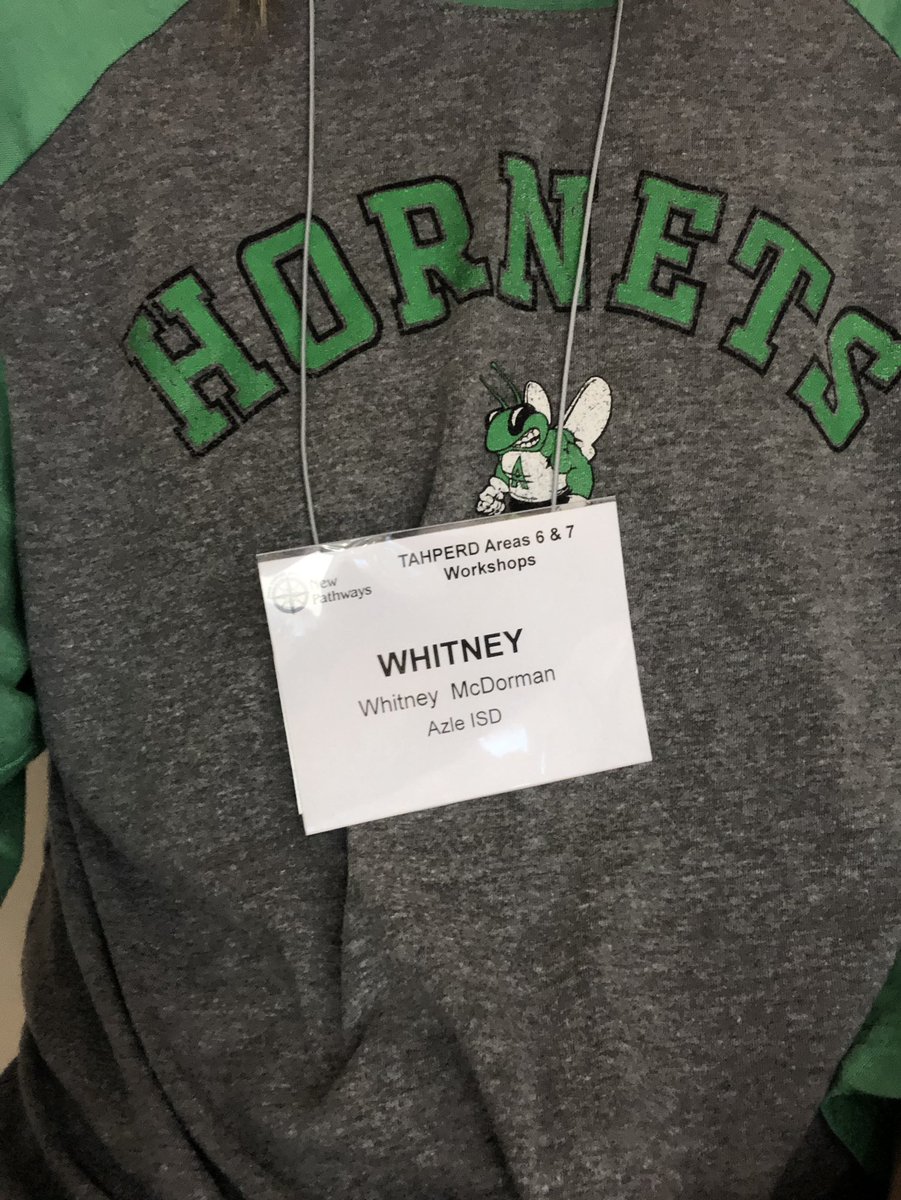 HORNETS
A
TAHPERD Areas 6 & 7
Workshops
New
Pathways
WHITNEY
Whitney McDorman
Azle ISD